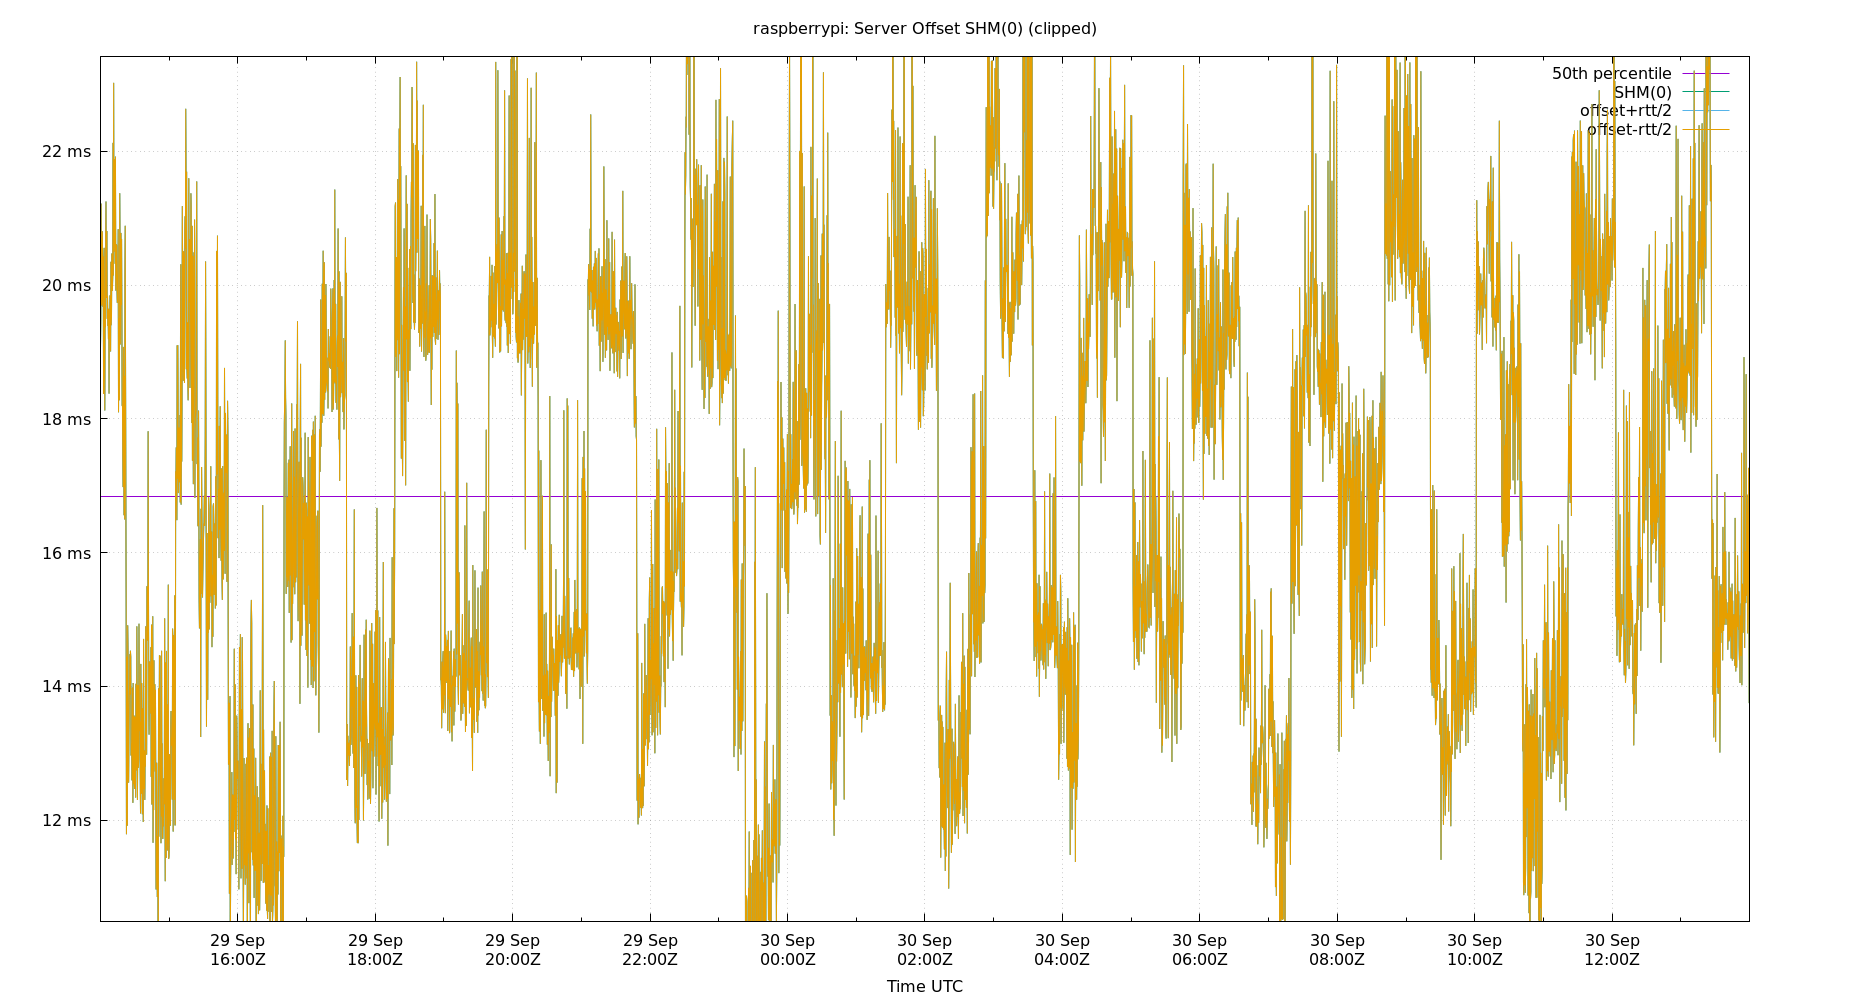 raspberrypi: Server Offset SHM(0) (clipped)
50th percentile
SHM(0)
offset+rtt/2
offset-rtt/2
22 ms
20 ms
18 ms
16 ms
14 ms
12 ms
29 Sep 29 Sep 29 Sep 29 Sep 30 Sep 30 Sep 30 Sep 30 Sep 30 Sep 30 Sep 30 Sep
16:00Z 18:00Z 20:00Z 22:00Z 00:00Z 02:00Z 04:00Z 06:00Z 08:00Z 10:00Z 12:00Z
Time UTC